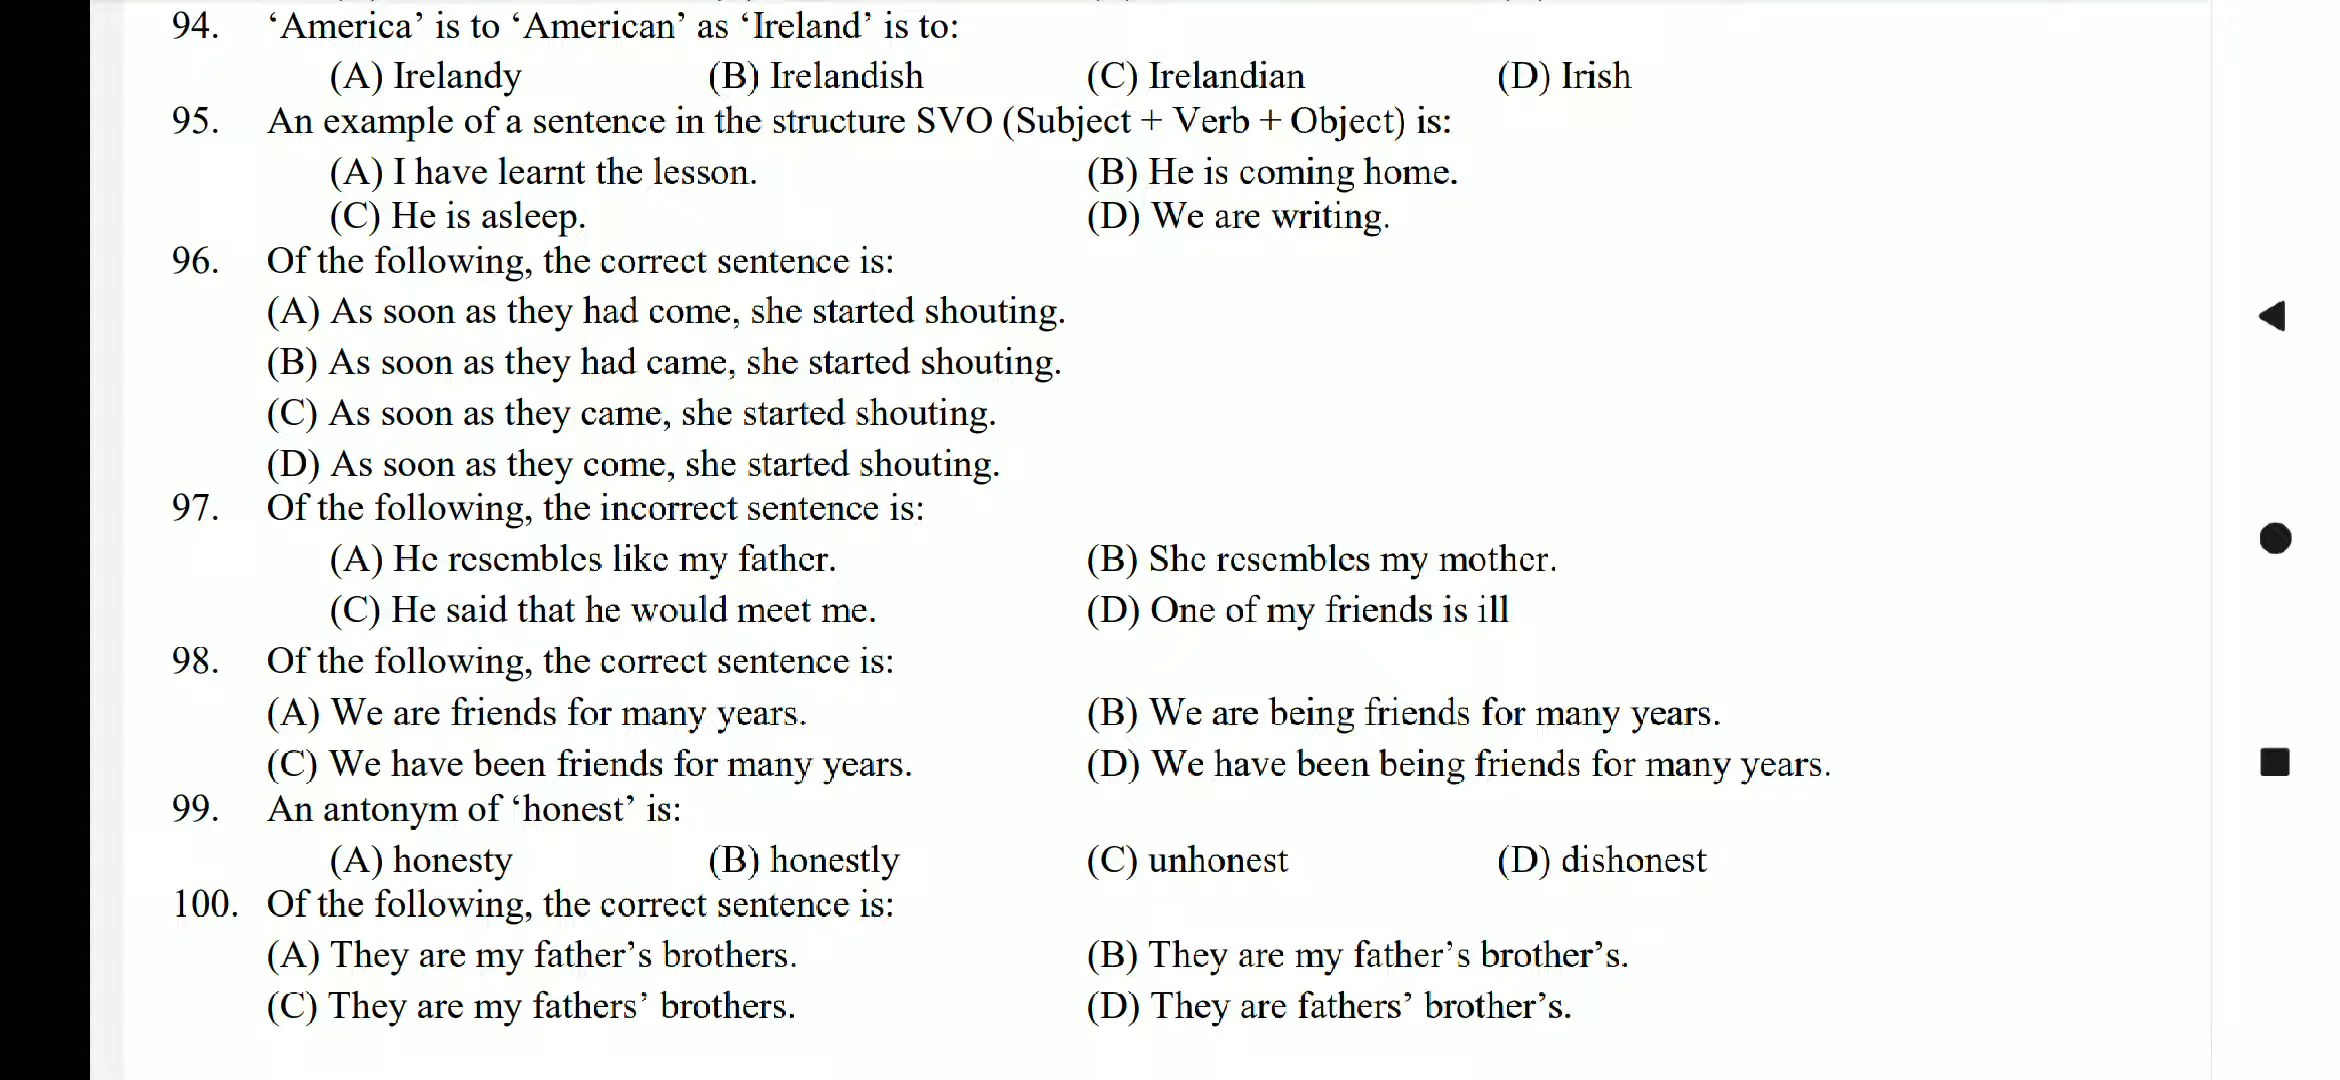 94. ‘America’ is to ‘American’ as ‘Ireland’ is to:
(A) Irelandy (B) Irelandish (C) Irelandian (D) Irish
95. An example of a sentence in the structure SVO (Subject + Verb + Object) is:
(A) I have learnt the lesson. (B) He is coming home.
(C) He is asleep. (D) We are writing.
96. Of the following, the correct sentence is:
(A) As soon as they had come, she started shouting.
(B) As soon as they had came, she started shouting.
(C) As soon as they came, she started shouting.
(D) As soon as they come, she started shouting.
97. Of the following, the incorrect sentence is:
(A) He resembles like my father. (B) She resembles my mother.
(C) He said that he would meet me. (D) One of my friends is ill
98. Of the following, the correct sentence is:
(A) We are friends for many years. (B) We are being friends for many years.
(C) We have been friends for many years. (D) We have been being friends for many years.
99. An antonym of ‘honest’ is:
(A) honesty (B) honestly (C) unhonest (D) dishonest
100. Of the following, the correct sentence is:
(A) They are my father’s brothers. (B) They are my father’s brother’s.
(C) They are my fathers’ brothers. (D) They are fathers’ brother’s.